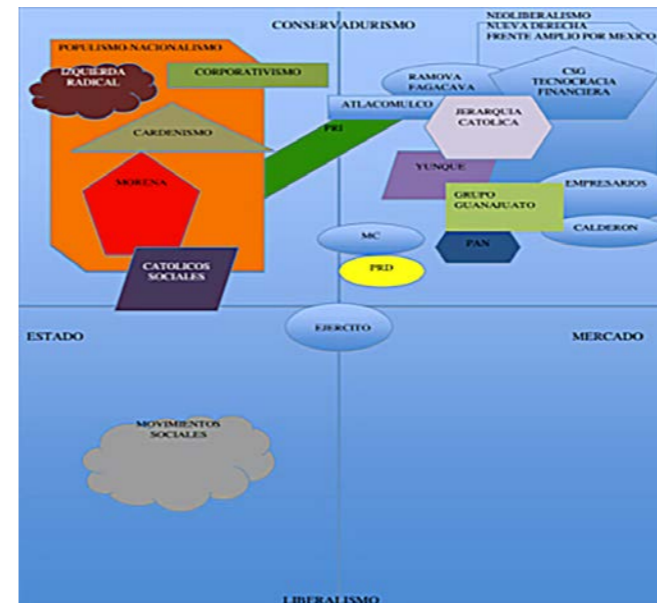 CONSERVADURISMO
NEOLIBERALISMO
NUEVA DERECHA
FRENTE AMPLIO POR MEXICO
POPULISMO-NACIONALISMO
IZQUIERDA
RADICAL
CORPORATIVISMO
RAMOVA
FAGACAVA
CSG
TECNOCRACIA
FINANCIERA
ATLACOMULCO
JERARQUIA
CATOLICA
CARDENISMO
PRI
YUNQUE
MORENA
GRUPO
GUANAJUATO
EMPRESARIOS
CALDERON
MC
PAN
CATOLICOS
SOCIALES
PRD
EJERCITO
ESTADO
MERCADO
MOVIMIENTOS
SOCIALES
LIBERALISMO